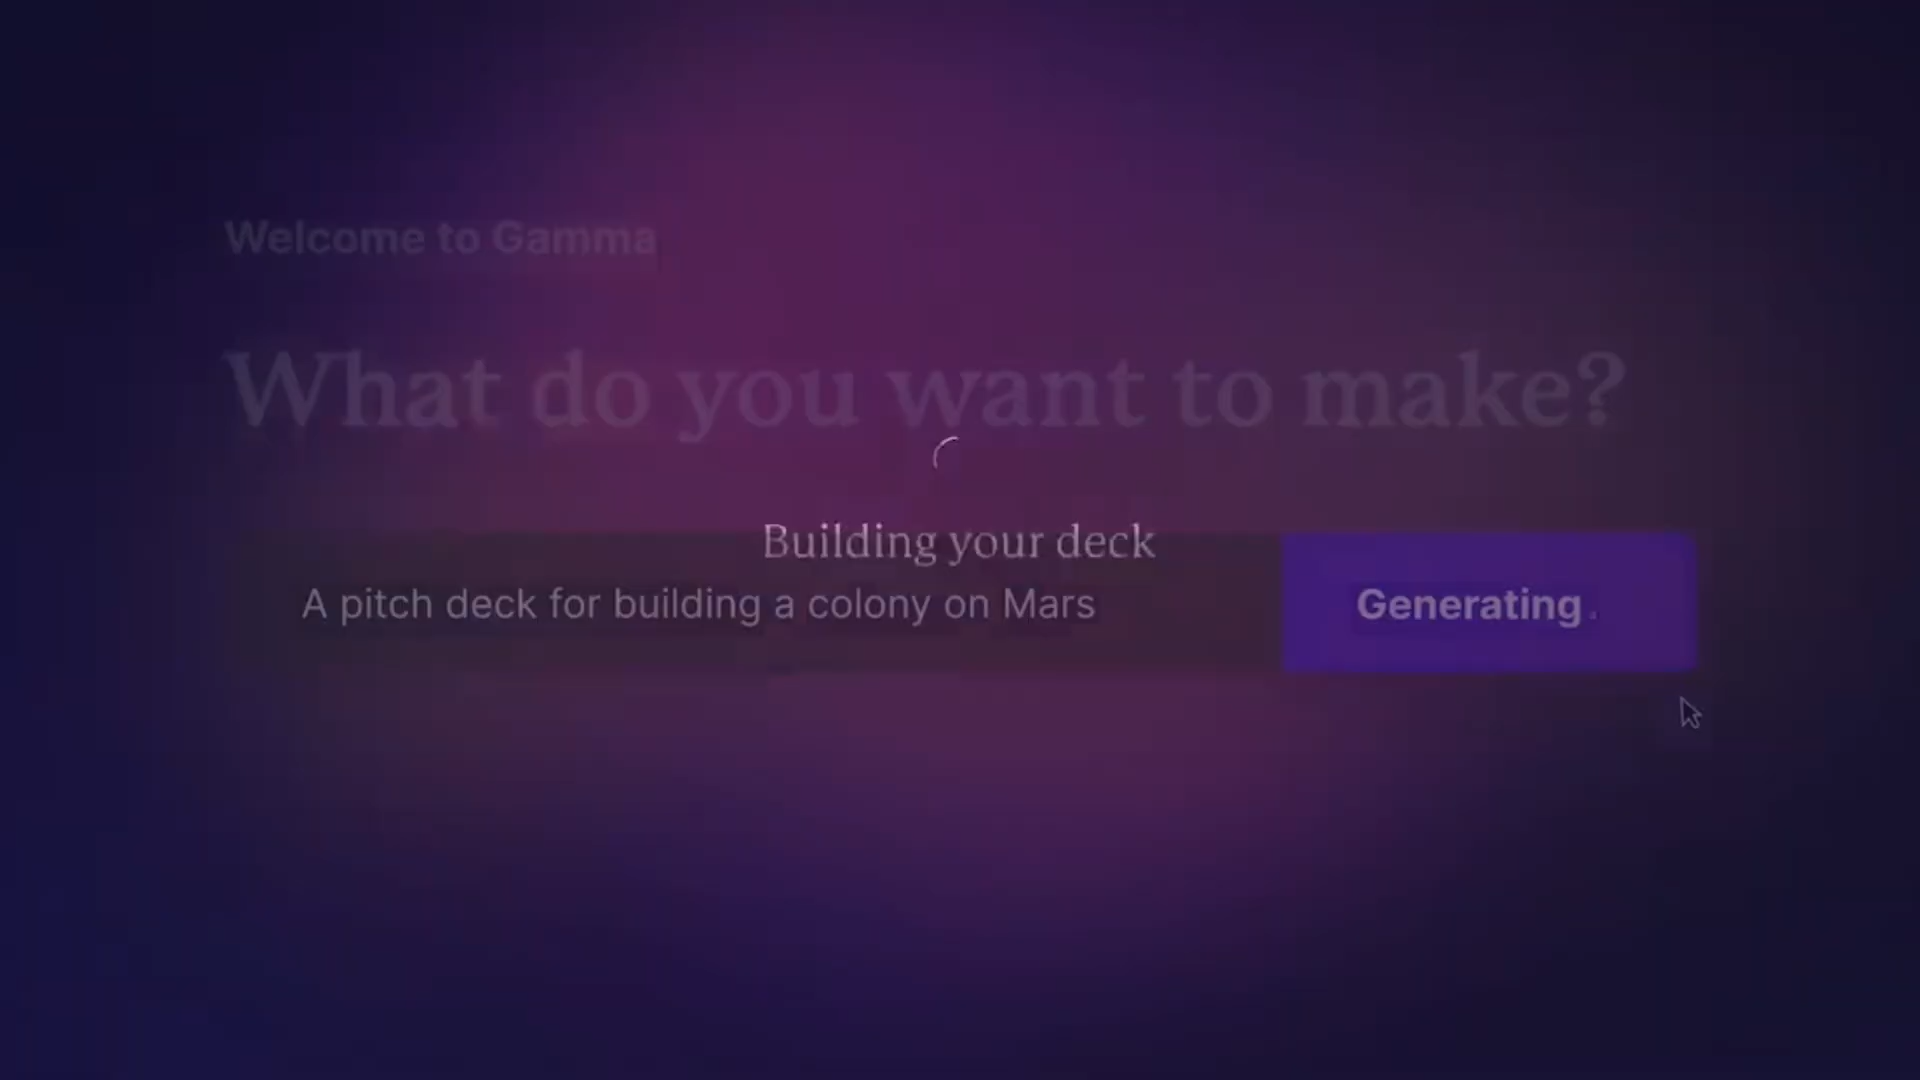 Welcome to Gamma
What do you want to make?
Building your deck
A pitch deck for building a colony on Mars
Generating.